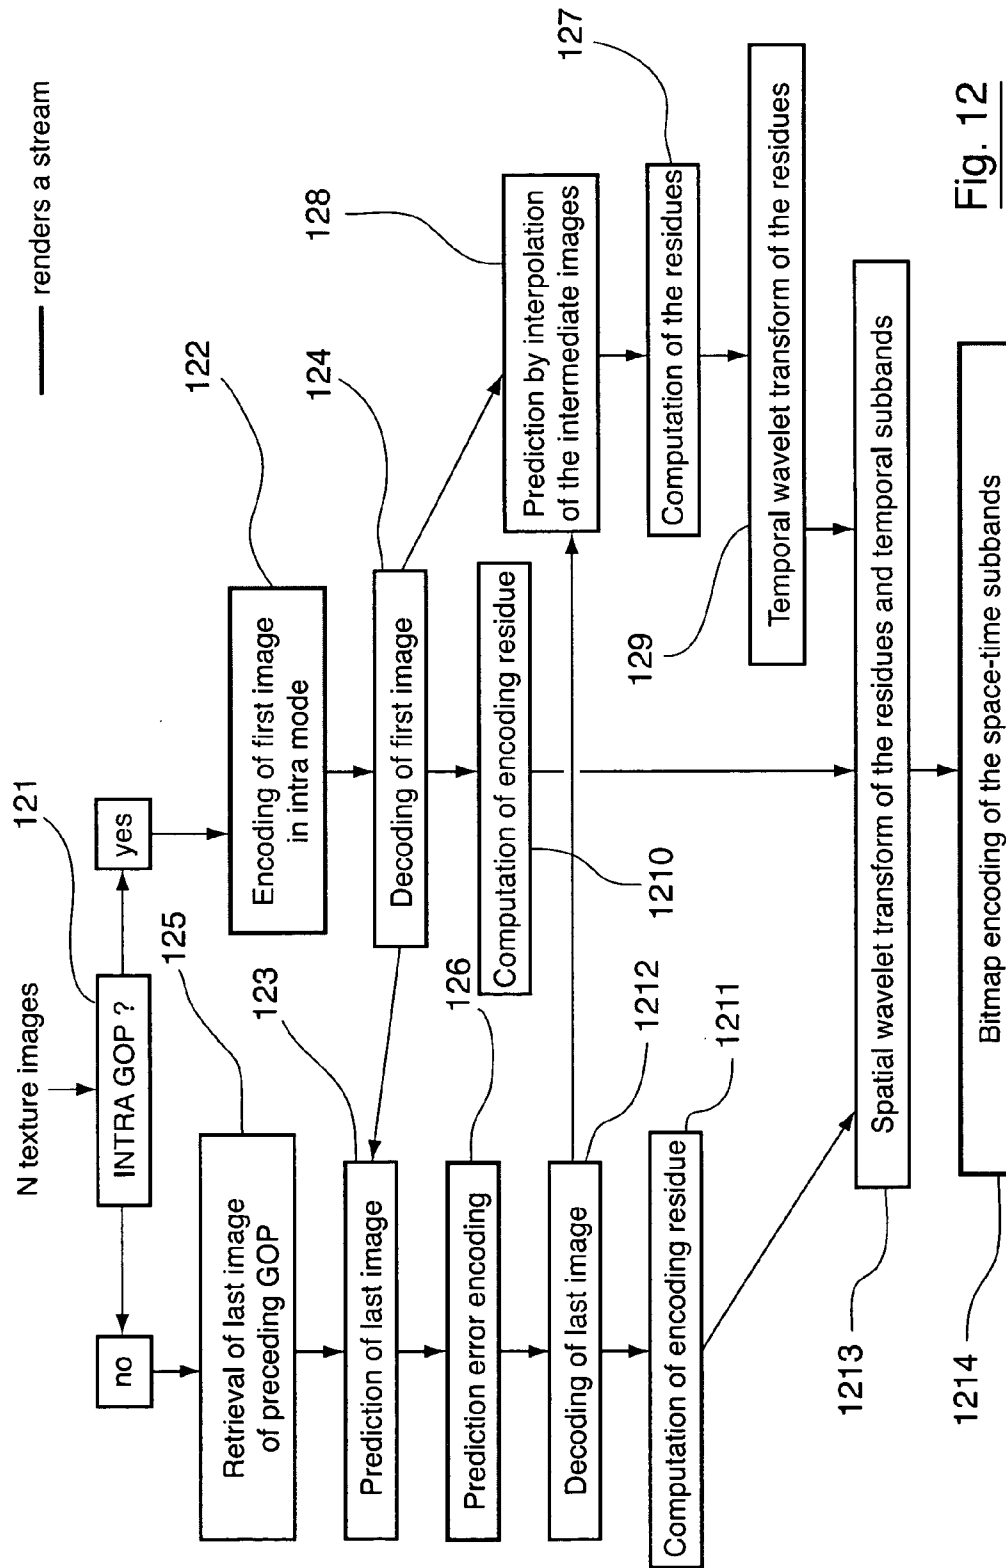 renders a stream
N texture images
121
INTRA GOP ?
no
yes
125
122
Retrieval of last image
of preceding GOP
Encoding of first image
in intra mode
123
124
Prediction of last image
Decoding of first image
128
126
Prediction error encoding
Computation of encoding residue
Prediction by interpolation
of the intermediate images
1210
1212
127
Decoding of last image
Computation of the residues
1211
Computation of encoding residue
129
Temporal wavelet transform of the residues
1213
Spatial wavelet transform of the residues and temporal subbands
1214
Bitmap encoding of the space-time subbands
Fig. 12